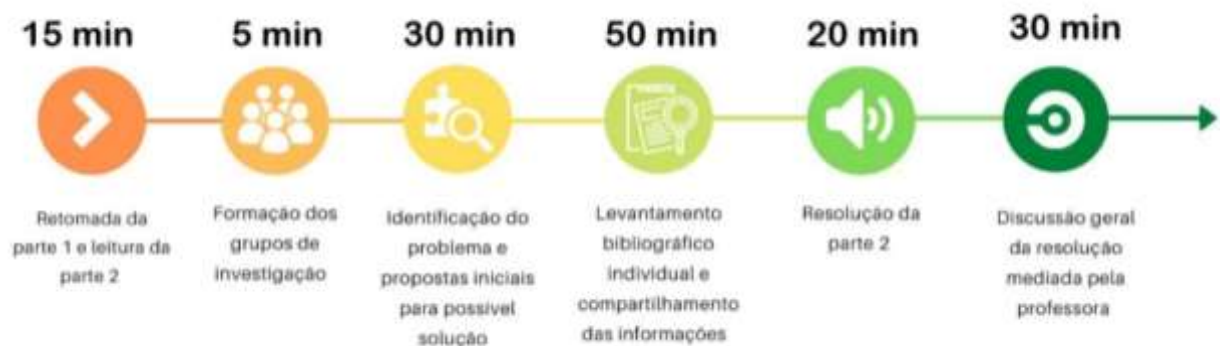 15 min
5 min
30 min
50 min
20 min
30 min
Retomada da
parte 1 e leitura da
parte 2
Formação dos
grupos de
investigação
Identificação do
problema e
propostas iniciais
para possível
solução
Levantamento
bibliográfico
individual e
compartilhamento
das informações
Resolução da
parte 2
Discussão geral
da resolução
mediada pela
professora